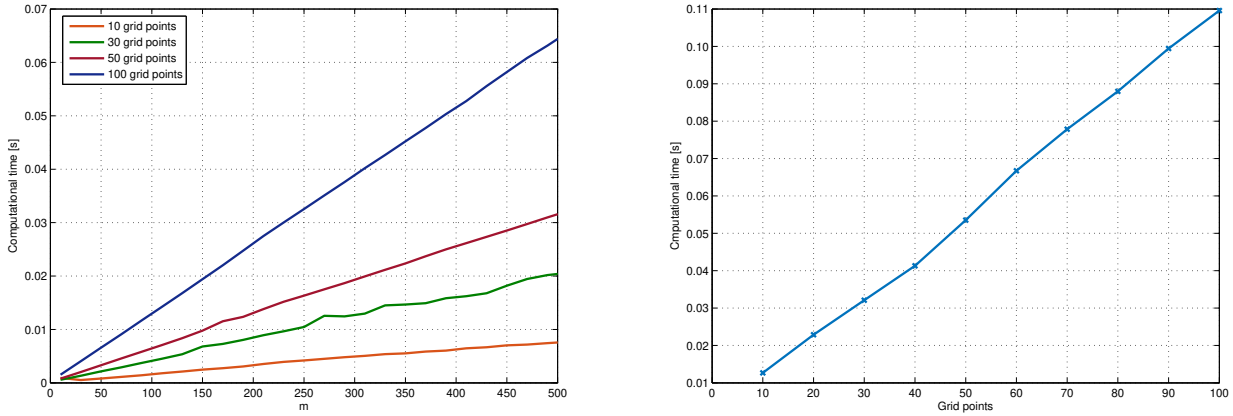 0.07
0.06
0.05
0.04
0.03
0.02
0.01
0
Computational time [s]
10 grid points
30 grid points
50 grid points
100 grid points
0 50 100 150 200 250 300 350 400 450 500
m
0.11
0.10
0.09
0.08
0.07
0.06
0.05
0.04
0.03
0.02
0.01
Cmputational time [s]
0 10 20 30 40 50 60 70 80 90 100
Grid points